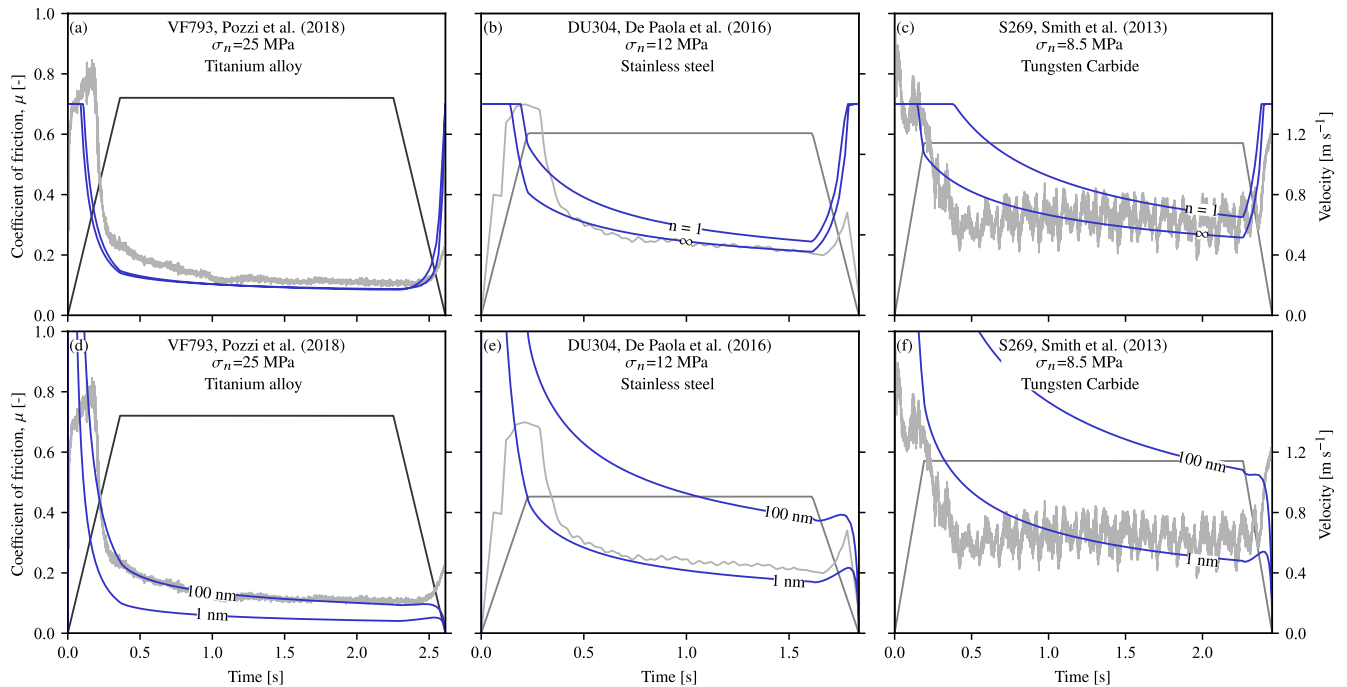 (a) VF793, Pozzi et al. (2018)
σn=25 MPa
Titanium alloy
(b) DU304, De Paola et al. (2016)
σn=12 MPa
Stainless steel
(c) S269, Smith et al. (2013)
σn=8.5 MPa
Tungsten Carbide
Coefficient of friction, μ [-]
1.0
0.8
0.6
0.4
0.2
0.0
n = 1
∞
n = 1
∞
1.2
0.8
0.4
0.0
Velocity [m s⁻¹]
(d) VF793, Pozzi et al. (2018)
σn=25 MPa
Titanium alloy
(e) DU304, De Paola et al. (2016)
σn=12 MPa
Stainless steel
(f) S269, Smith et al. (2013)
σn=8.5 MPa
Tungsten Carbide
Coefficient of friction, μ [-]
1.0
0.8
0.6
0.4
0.2
0.0
100 nm
1 nm
100 nm
1 nm
100 nm
1 nm
1.2
0.8
0.4
0.0
Velocity [m s⁻¹]
0.0 0.5 1.0 1.5 2.0 2.5
0.0 0.5 1.0 1.5
0.0 0.5 1.0 1.5 2.0
Time [s]
Time [s]
Time [s]